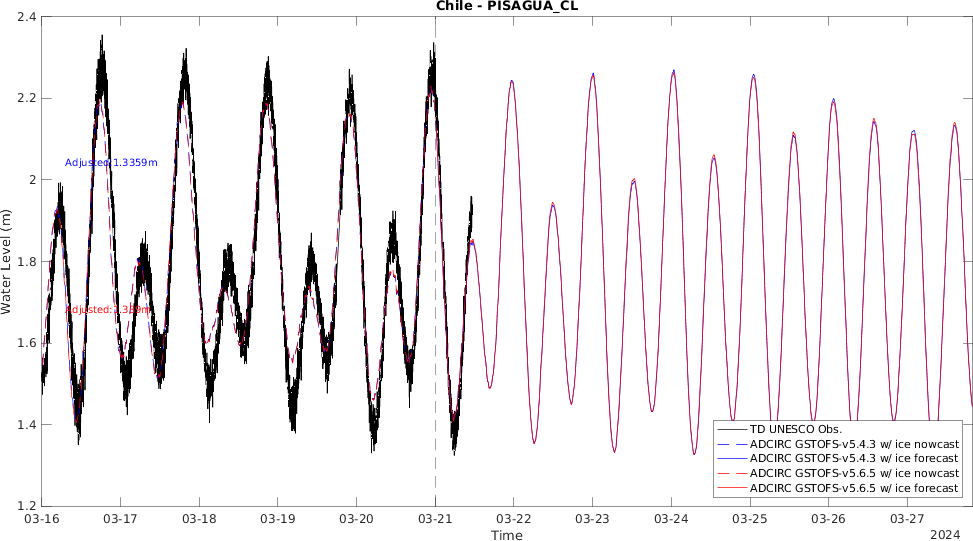 Chile - PISAGUA_CL
2.4
2.2
2
1.8
1.6
1.4
1.2
Water Level (m)
Adjusted:1.3359m
TD UNESCO Obs.
ADCIRC GSTOFS-v5.4.3 w/ ice nowcast
ADCIRC GSTOFS-v5.4.3 w/ ice forecast
ADCIRC GSTOFS-v5.6.5 w/ ice nowcast
ADCIRC GSTOFS-v5.6.5 w/ ice forecast
03-16 03-17 03-18 03-19 03-20 03-21 03-22 03-23 03-24 03-25 03-26 03-27
Time
2024